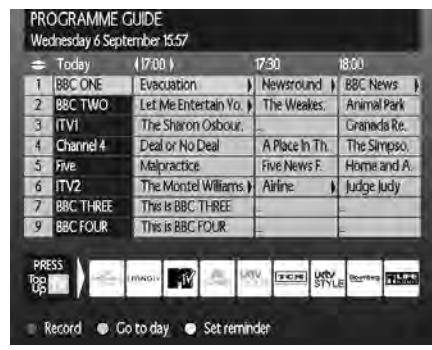 PROGRAMME GUIDE
Wednesday 6 September 15.57
Today 17:00 17:30 18:00
1 BBC ONE Evacuation Newsround BBC News
2 BBC TWO Let Me Entertain Yo. The Weakes. Animal Park
3 ITV1 The Sharon Osbour. .. Granada Re.
4 Channel 4 Deal or No Deal A Place In Th. The Simpso.
5 Five Malpractice Five News F. Home and A.
6 ITV2 The Montel Williams Airline Judge Judy
7 BBC THREE This is BBC THREE .. ..
9 BBC FOUR This is BBC FOUR .. ..
PRESS
Top Up
MTV UKTV TCM UKTV STYLE Bloomberg
Record Go to day Set reminder